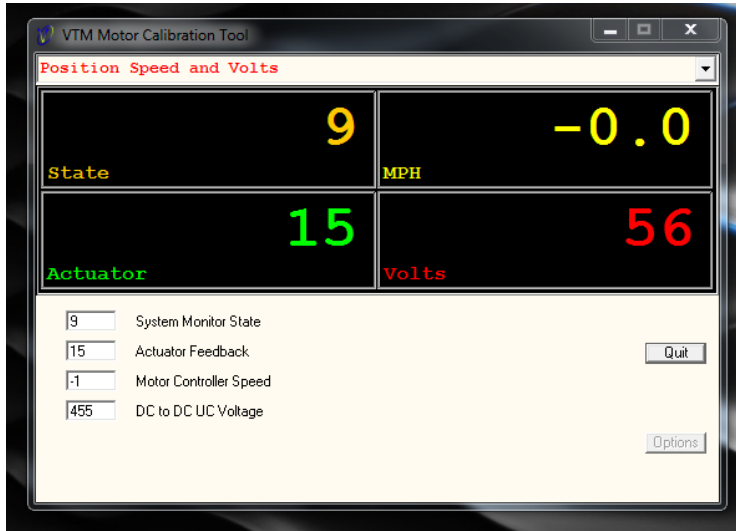 VTM Motor Calibration Tool
Position Speed and Volts
9
State
-0.0
MPH
15
Actuator
56
Volts
9 System Monitor State
15 Actuator Feedback
Quit
-1 Motor Controller Speed
455 DC to DC UC Voltage
Options